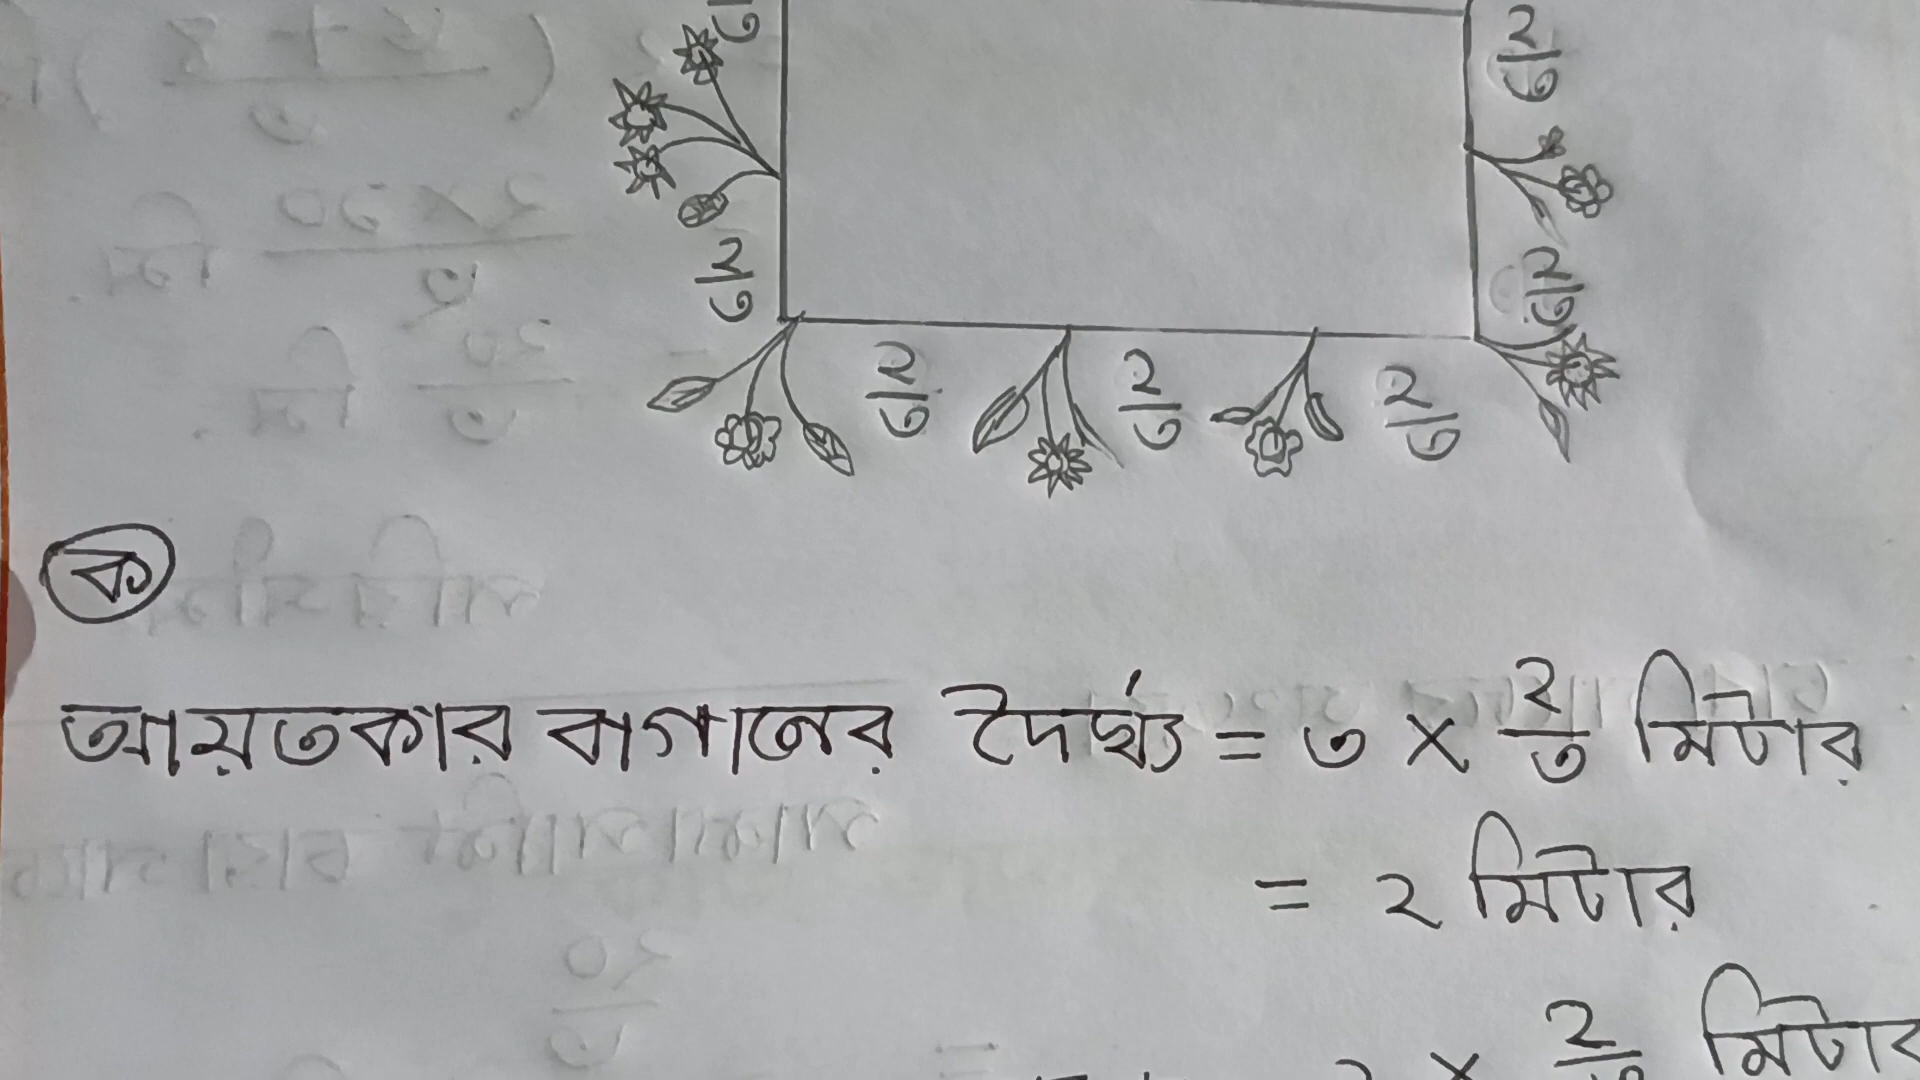 ২/৩
২/৩ ২/৩
২/৩ ২/৩ ২/৩
ক
আয়তকার বাগানের দৈর্ঘ্য = ৩ × ২/৩ মিটার
= ২ মিটার
২ × ২/৩ মিটার